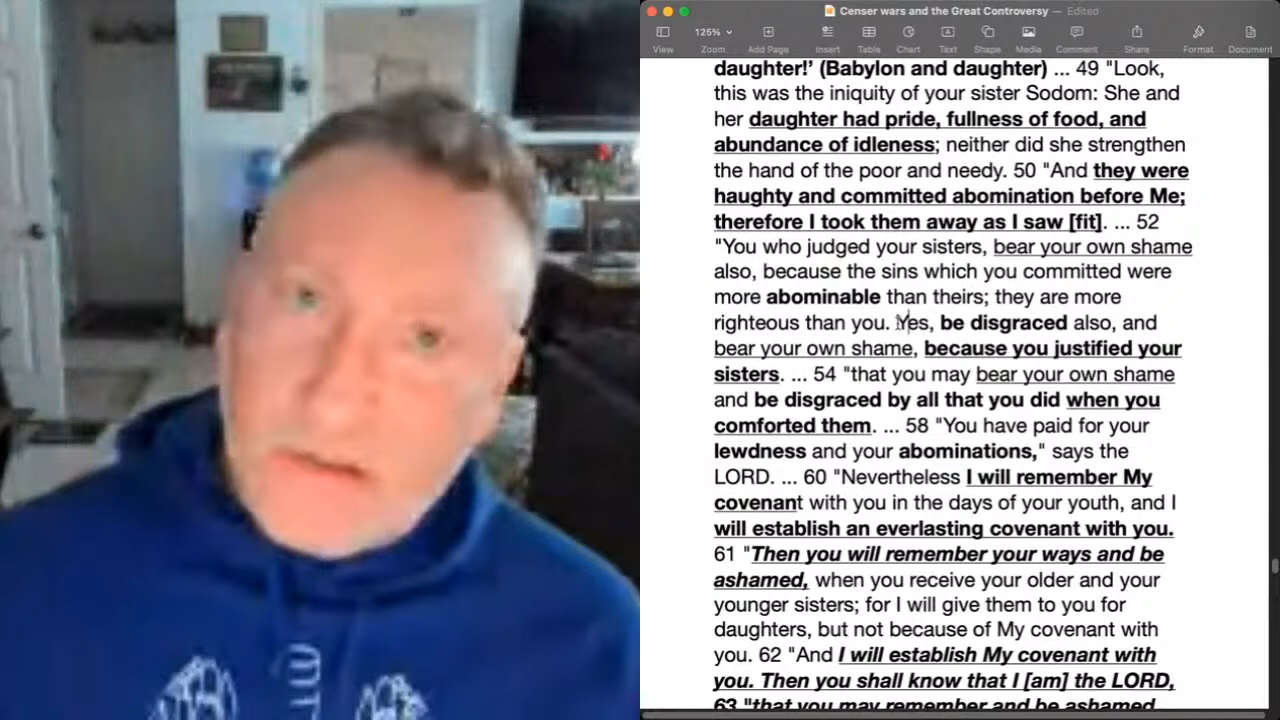 Censer wars and the Great Controversy — Edited
125%
View Zoom Add Page Insert Table Chart Text Shape Media Comment Share Format Document
daughter!’ (Babylon and daughter) ... 49 "Look,
this was the iniquity of your sister Sodom: She and
her daughter had pride, fullness of food, and
abundance of idleness; neither did she strengthen
the hand of the poor and needy. 50 "And they were
haughty and committed abomination before Me;
therefore I took them away as I saw [fit]. ... 52
"You who judged your sisters, bear your own shame
also, because the sins which you committed were
more abominable than theirs; they are more
righteous than you. Yes, be disgraced also, and
bear your own shame, because you justified your
sisters. ... 54 "that you may bear your own shame
and be disgraced by all that you did when you
comforted them. ... 58 "You have paid for your
lewdness and your abominations," says the
LORD. ... 60 "Nevertheless I will remember My
covenant with you in the days of your youth, and I
will establish an everlasting covenant with you.
61 "Then you will remember your ways and be
ashamed, when you receive your older and your
younger sisters; for I will give them to you for
daughters, but not because of My covenant with
you. 62 "And I will establish My covenant with
you. Then you shall know that I [am] the LORD,
63 "that you may remember and be ashamed